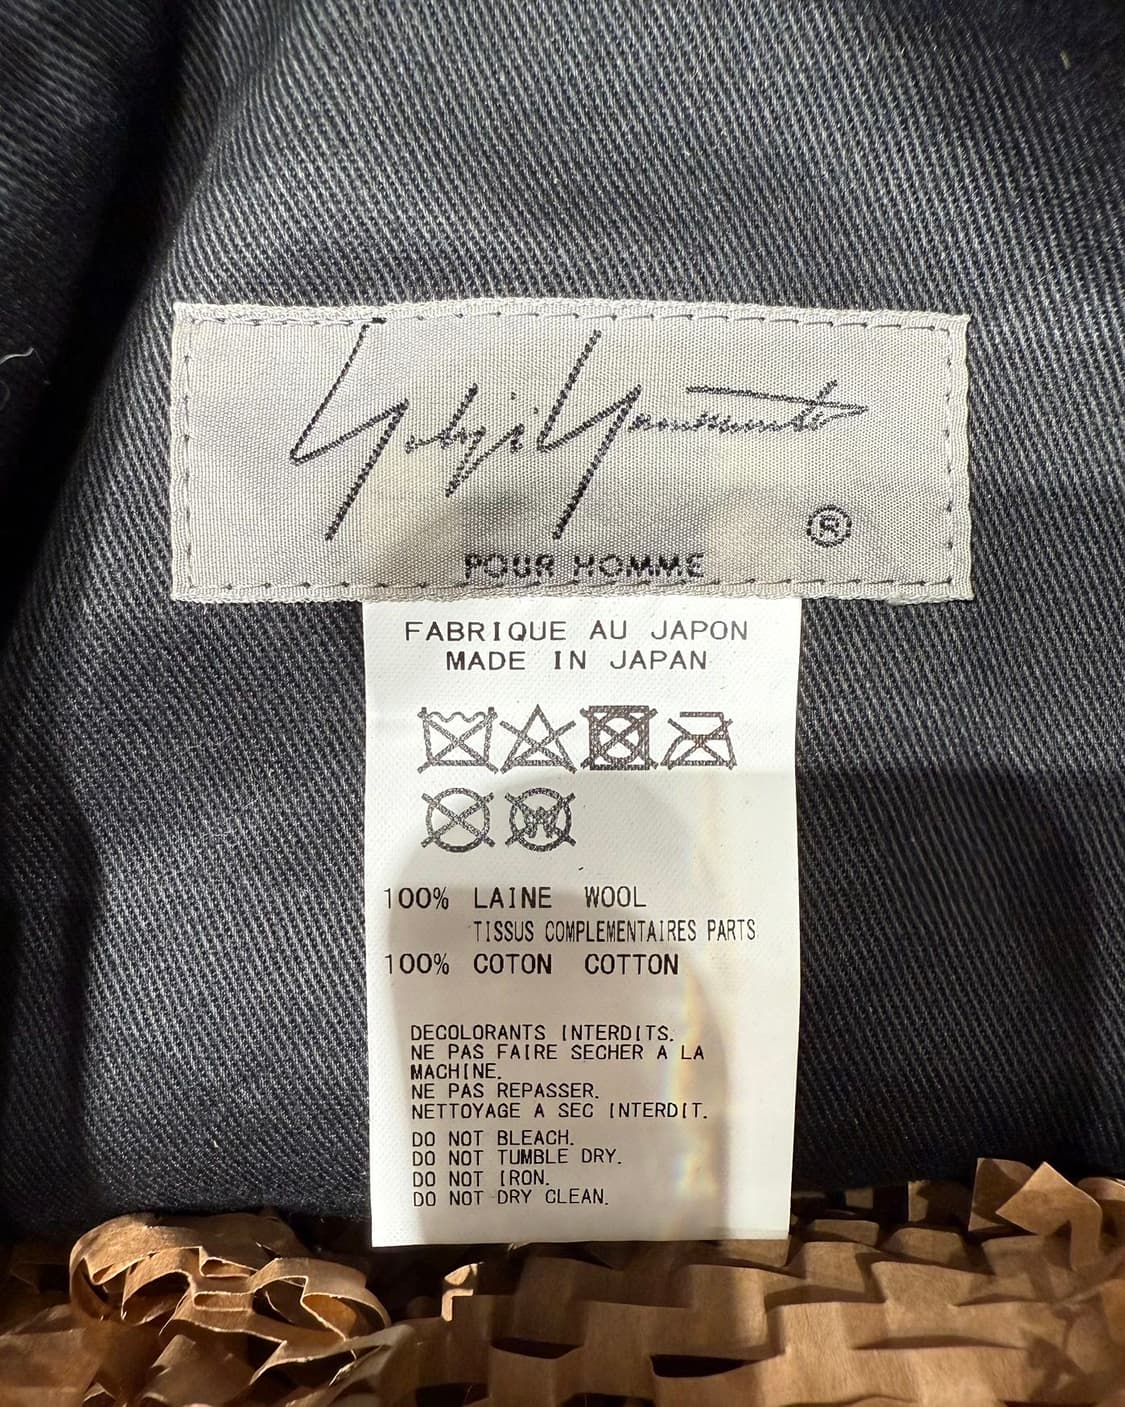 Yohji Yamamoto
®
POUR HOMME
FABRIQUE AU JAPON
MADE IN JAPAN
W
100% LAINE WOOL
TISSUS COMPLEMENTAIRES PARTS
100% COTON COTTON
DECOLORANTS INTERDITS.
NE PAS FAIRE SECHER A LA
MACHINE.
NE PAS REPASSER.
NETTOYAGE A SEC INTERDIT.
DO NOT BLEACH.
DO NOT TUMBLE DRY.
DO NOT IRON.
DO NOT DRY CLEAN.